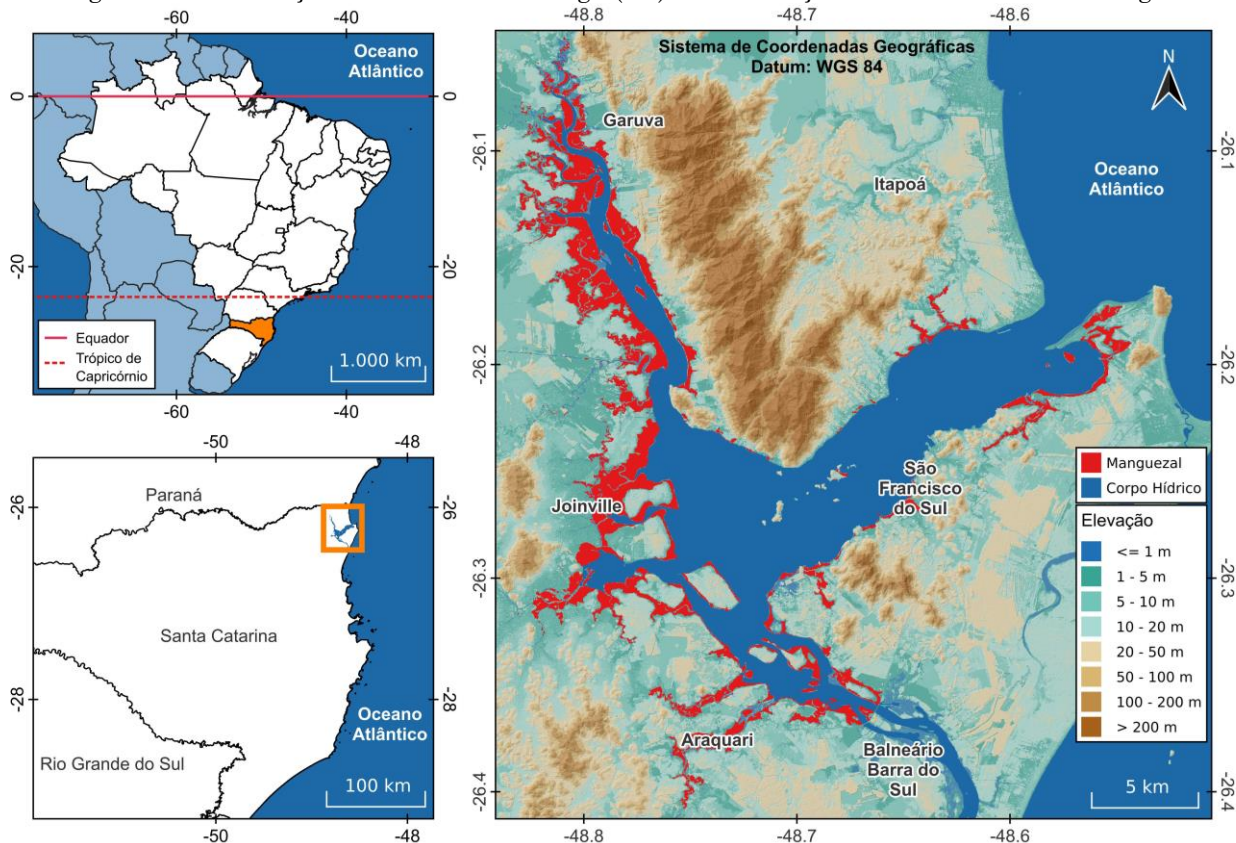 -60
-40
Oceano
Atlântico
0
0
-20
-20
Equador
Trópico de
Capricórnio
1.000 km
-60
-40
-50
-48
Paraná
-26
-26
Santa Catarina
-28
-28
Oceano
Atlântico
Rio Grande do Sul
100 km
-50
-48
-48.8
-48.7
-48.6
Sistema de Coordenadas Geográficas
Datum: WGS 84
N
Garuva
-26.1
-26.1
Itapoá
Oceano
Atlântico
-26.2
-26.2
São
Francisco
do Sul
Joinville
Manguezal
Corpo Hídrico
Elevação
<= 1 m
1 - 5 m
5 - 10 m
10 - 20 m
20 - 50 m
50 - 100 m
100 - 200 m
> 200 m
-26.3
-26.3
Araquari
Balneário
Barra do
Sul
-26.4
-26.4
5 km
-48.8
-48.7
-48.6